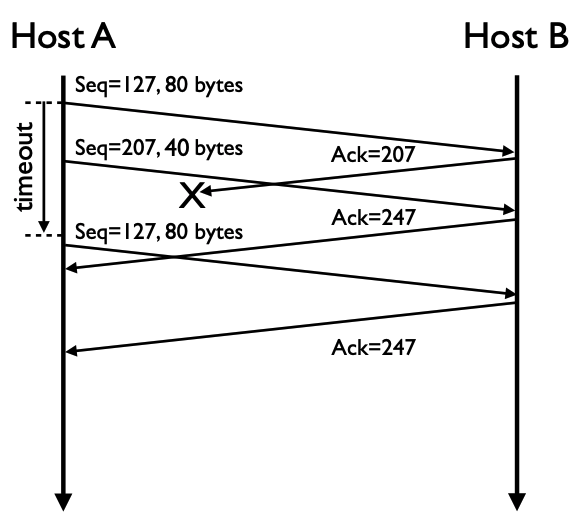 Host A
Host B
Seq=127, 80 bytes
timeout
Seq=207, 40 bytes
Ack=207
X
Ack=247
Seq=127, 80 bytes
Ack=247